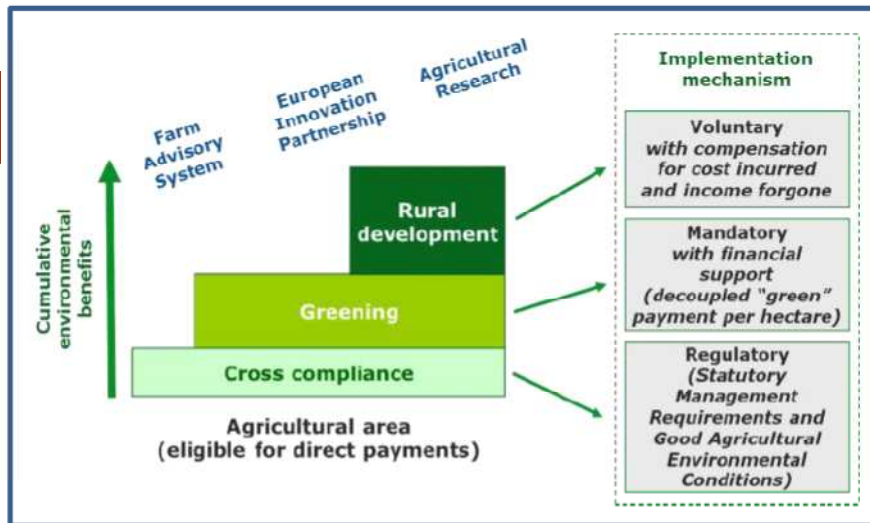 Farm
Advisory
System
European
Innovation
Partnership
Agricultural
Research
Cumulative
environmental
benefits
Rural
development
Greening
Cross compliance
Agricultural area
(eligible for direct payments)
Implementation
mechanism
Voluntary
with compensation
for cost incurred
and income forgone
Mandatory
with financial
support
(decoupled “green”
payment per hectare)
Regulatory
(Statutory
Management
Requirements and
Good Agricultural
Environmental
Conditions)